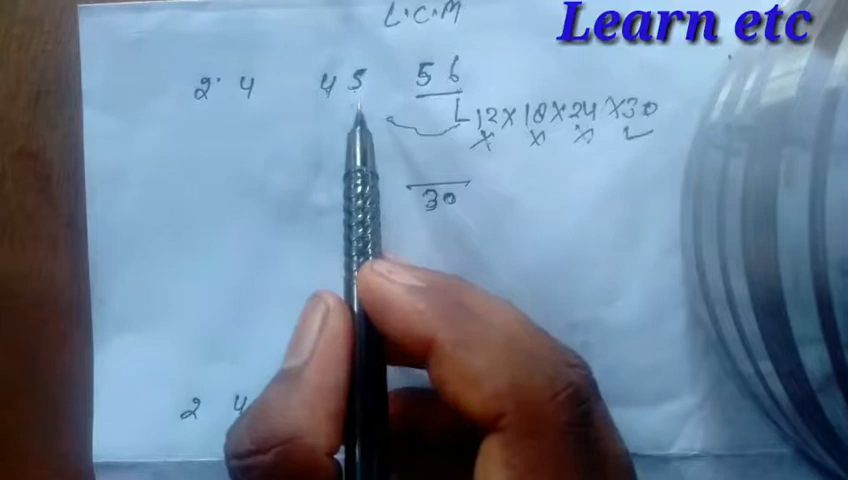 Learn etc
L.C.M
2 4 4 5 5 6
12 x 18 x 24 x 30
x x x ✓
30
2 4